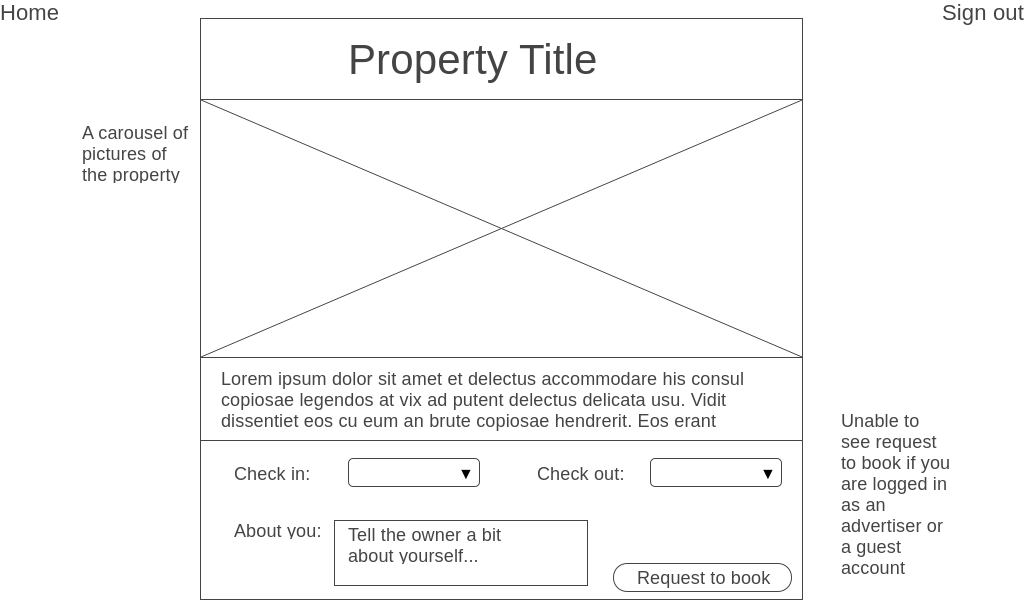 Home
Sign out
Property Title
A carousel of
pictures of
the property
Lorem ipsum dolor sit amet et delectus accommodare his consul
copiosae legendos at vix ad putent delectus delicata usu. Vidit
dissentiet eos cu eum an brute copiosae hendrerit. Eos erant
Unable to
see request
to book if you
are logged in
as an
advertiser or
a guest
account
Check in:
Check out:
About you:
Tell the owner a bit
about yourself...
Request to book